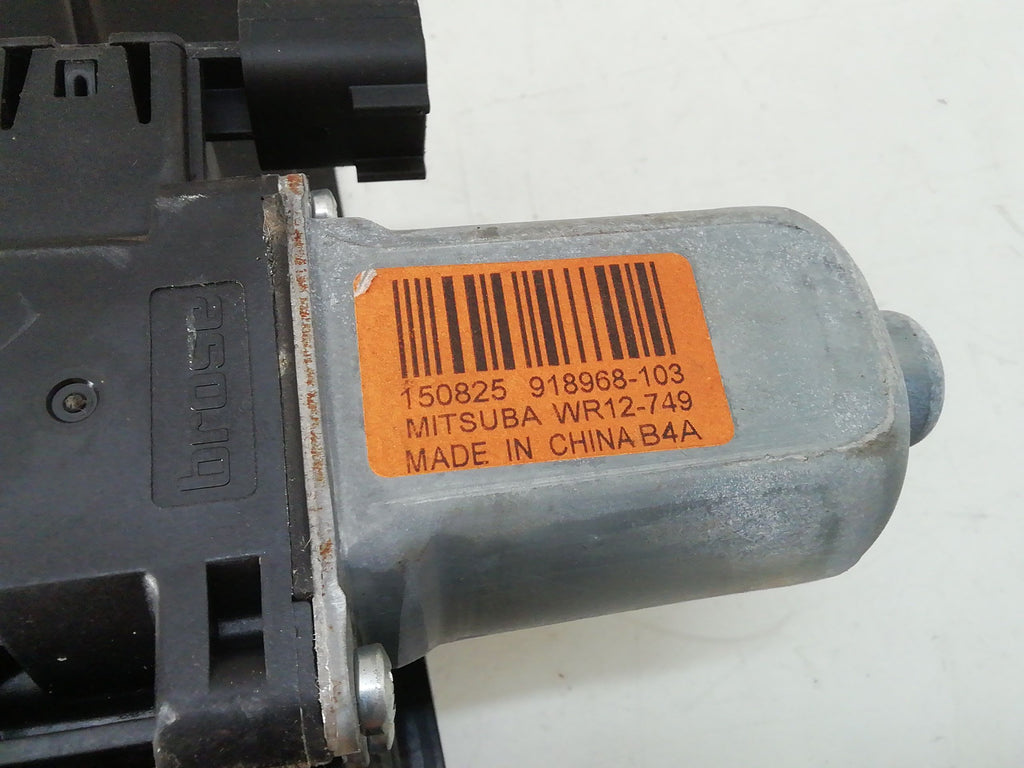 brose
150825 918968-103
MITSUBA WR12-749
MADE IN CHINA B4A